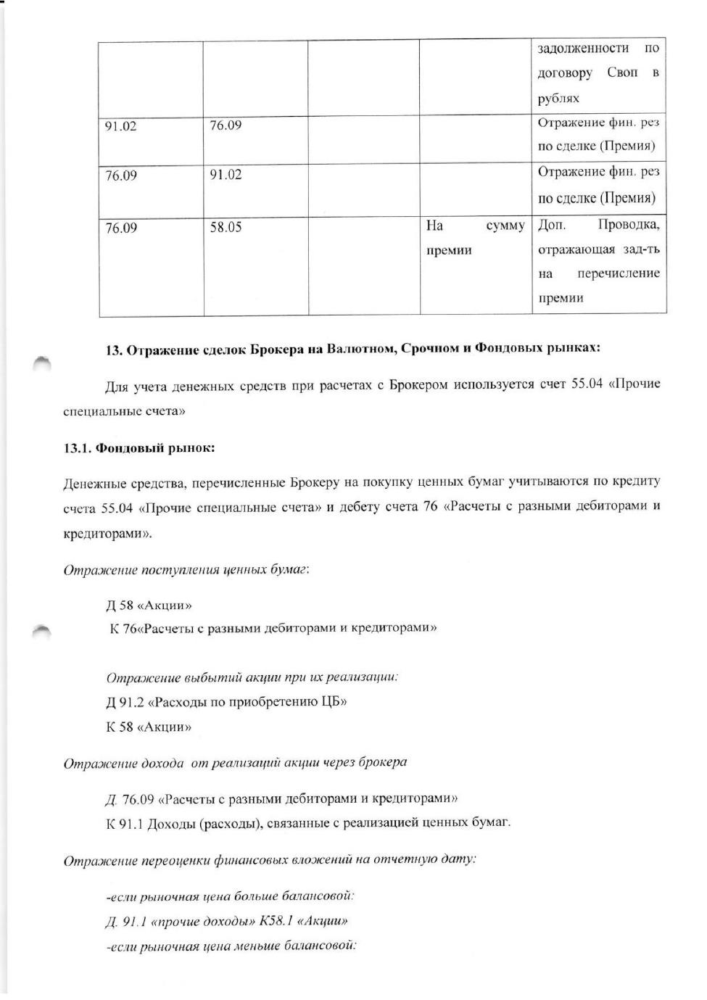 задолженности по
договору Своп в
рублях
91.02 76.09 Отражение фин. рез
по сделке (Премия)
76.09 91.02 Отражение фин. рез
по сделке (Премия)
76.09 58.05 На сумму Доп. Проводка,
премии отражающая зад-ть
на перечисление
премии
13. Отражение сделок Брокера на Валютном, Срочном и Фондовых рынках:
Для учета денежных средств при расчетах с Брокером используется счет 55.04 «Прочие
специальные счета»
13.1. Фондовый рынок:
Денежные средства, перечисленные Брокеру на покупку ценных бумаг учитываются по кредиту
счета 55.04 «Прочие специальные счета» и дебету счета 76 «Расчеты с разными дебиторами и
кредиторами».
Отражение поступления ценных бумаг:
Д 58 «Акции»
К 76«Расчеты с разными дебиторами и кредиторами»
Отражение выбытий акции при их реализации:
Д 91.2 «Расходы по приобретению ЦБ»
К 58 «Акции»
Отражение дохода от реализаций акции через брокера
Д. 76.09 «Расчеты с разными дебиторами и кредиторами»
К 91.1 Доходы (расходы), связанные с реализацией ценных бумаг.
Отражение переоценки финансовых вложений на отчетную дату:
-если рыночная цена больше балансовой:
Д. 91.1 «прочие доходы» К58.1 «Акции»
-если рыночная цена меньше балансовой: